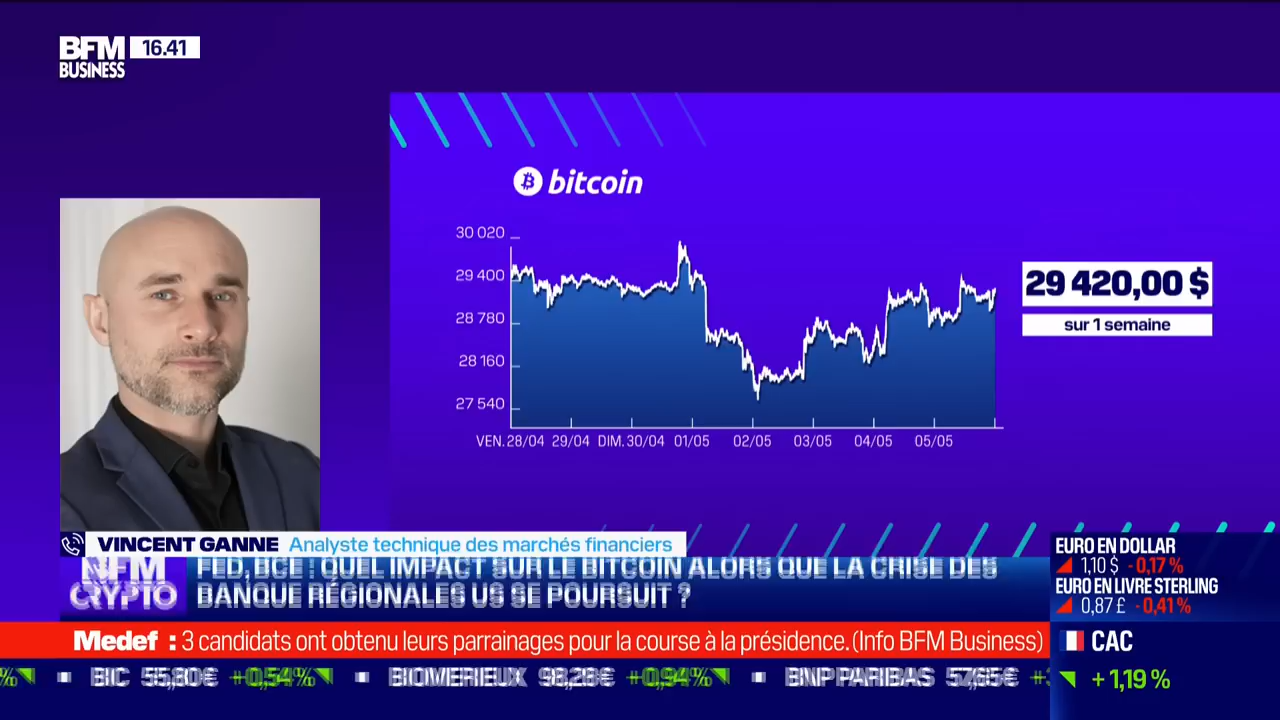 BFM
BUSINESS
16.41
bitcoin
30 020
29 400
28 780
28 160
27 540
VEN.28/04 29/04 DIM.30/04 01/05 02/05 03/05 04/05 05/05
29 420,00 $
sur 1 semaine
VINCENT GANNE Analyste technique des marchés financiers
BFM
CRYPTO
FED, BCE : QUEL IMPACT SUR LE BITCOIN ALORS QUE LA CRISE DES
BANQUE RÉGIONALES US SE POURSUIT ?
EURO EN DOLLAR
1,10 $ -0,17 %
EURO EN LIVRE STERLING
0,87 £ -0,41 %
Medef : 3 candidats ont obtenu leurs parrainages pour la course à la présidence.(Info BFM Business)
CAC
+1,19 %
% BIC 55,80€ +0,54% BIOMERIEUX 98,28€ +0,94% BNP PARIBAS 57,65€